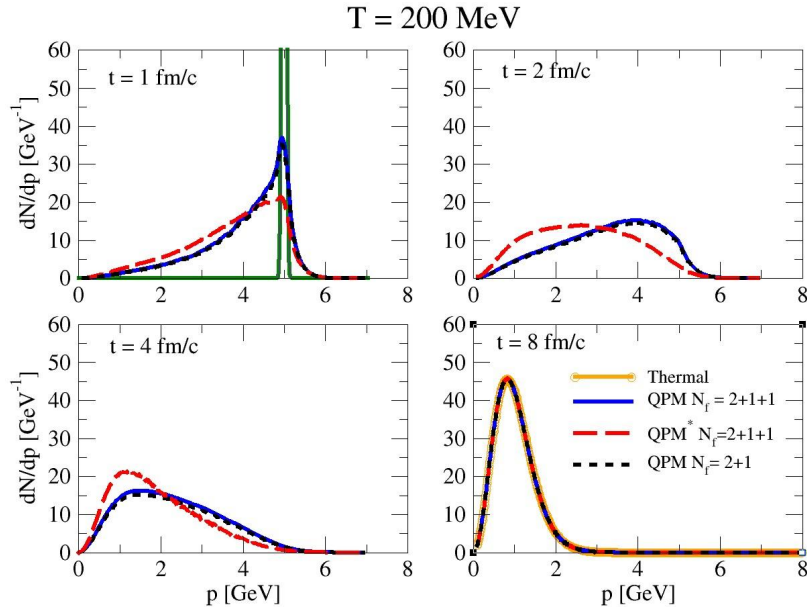 T = 200 MeV
60
50
40
30
20
10
0
dN/dp [GeV⁻¹]
t = 1 fm/c
0 2 4 6 8
60
50
40
30
20
10
0
t = 2 fm/c
0 2 4 6 8
p [GeV]
60
50
40
30
20
10
0
dN/dp [GeV⁻¹]
t = 4 fm/c
0 2 4 6 8
p [GeV]
60
50
40
30
20
10
0
t = 8 fm/c
Thermal
QPM N_f = 2+1+1
QPM* N_f=2+1+1
QPM N_f = 2+1
0 2 4 6 8
p [GeV]